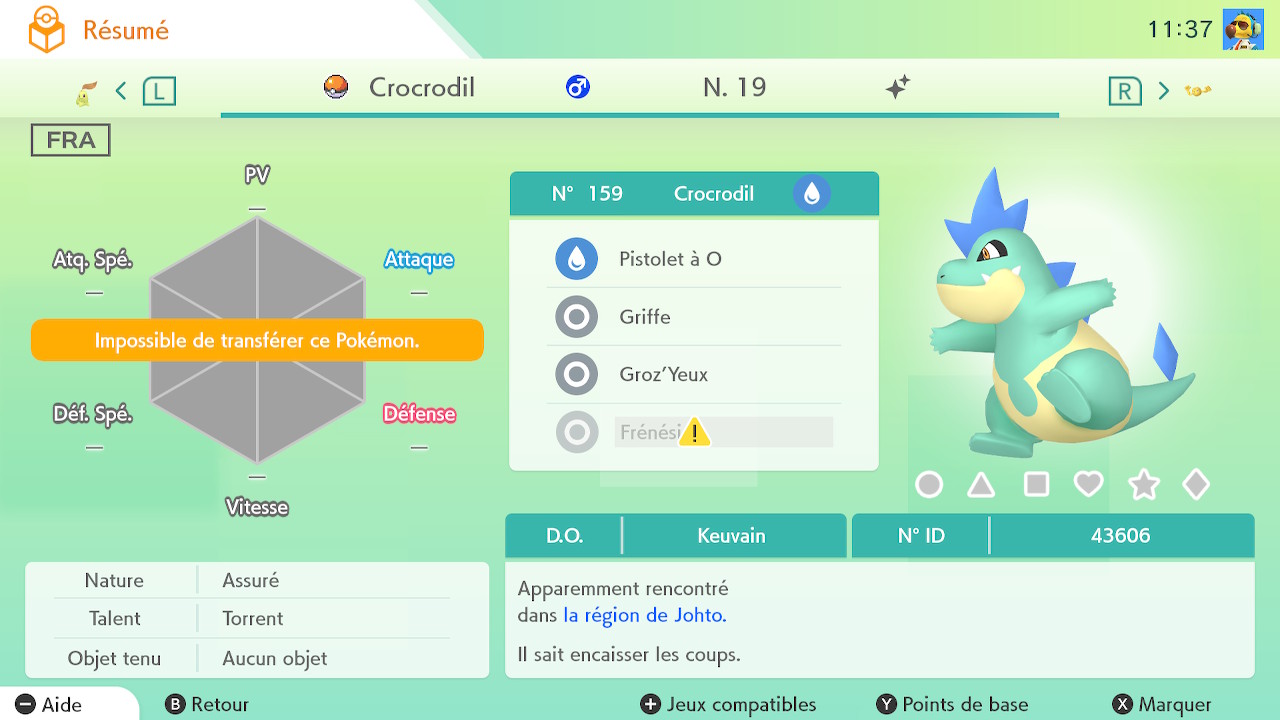 Résumé
11:37
L
Crocrodil
N. 19
R
FRA
PV
—
Atq. Spé.
—
Attaque
—
Impossible de transférer ce Pokémon.
Déf. Spé.
—
Défense
—
—
Vitesse
N° 159 Crocrodil
Pistolet à O
Griffe
Groz’Yeux
D.O. Keuvain
N° ID 43606
Nature Assuré
Talent Torrent
Objet tenu Aucun objet
Apparemment rencontré
dans la région de Johto.
Il sait encaisser les coups.
Aide
B Retour
Jeux compatibles
Y Points de base
X Marquer